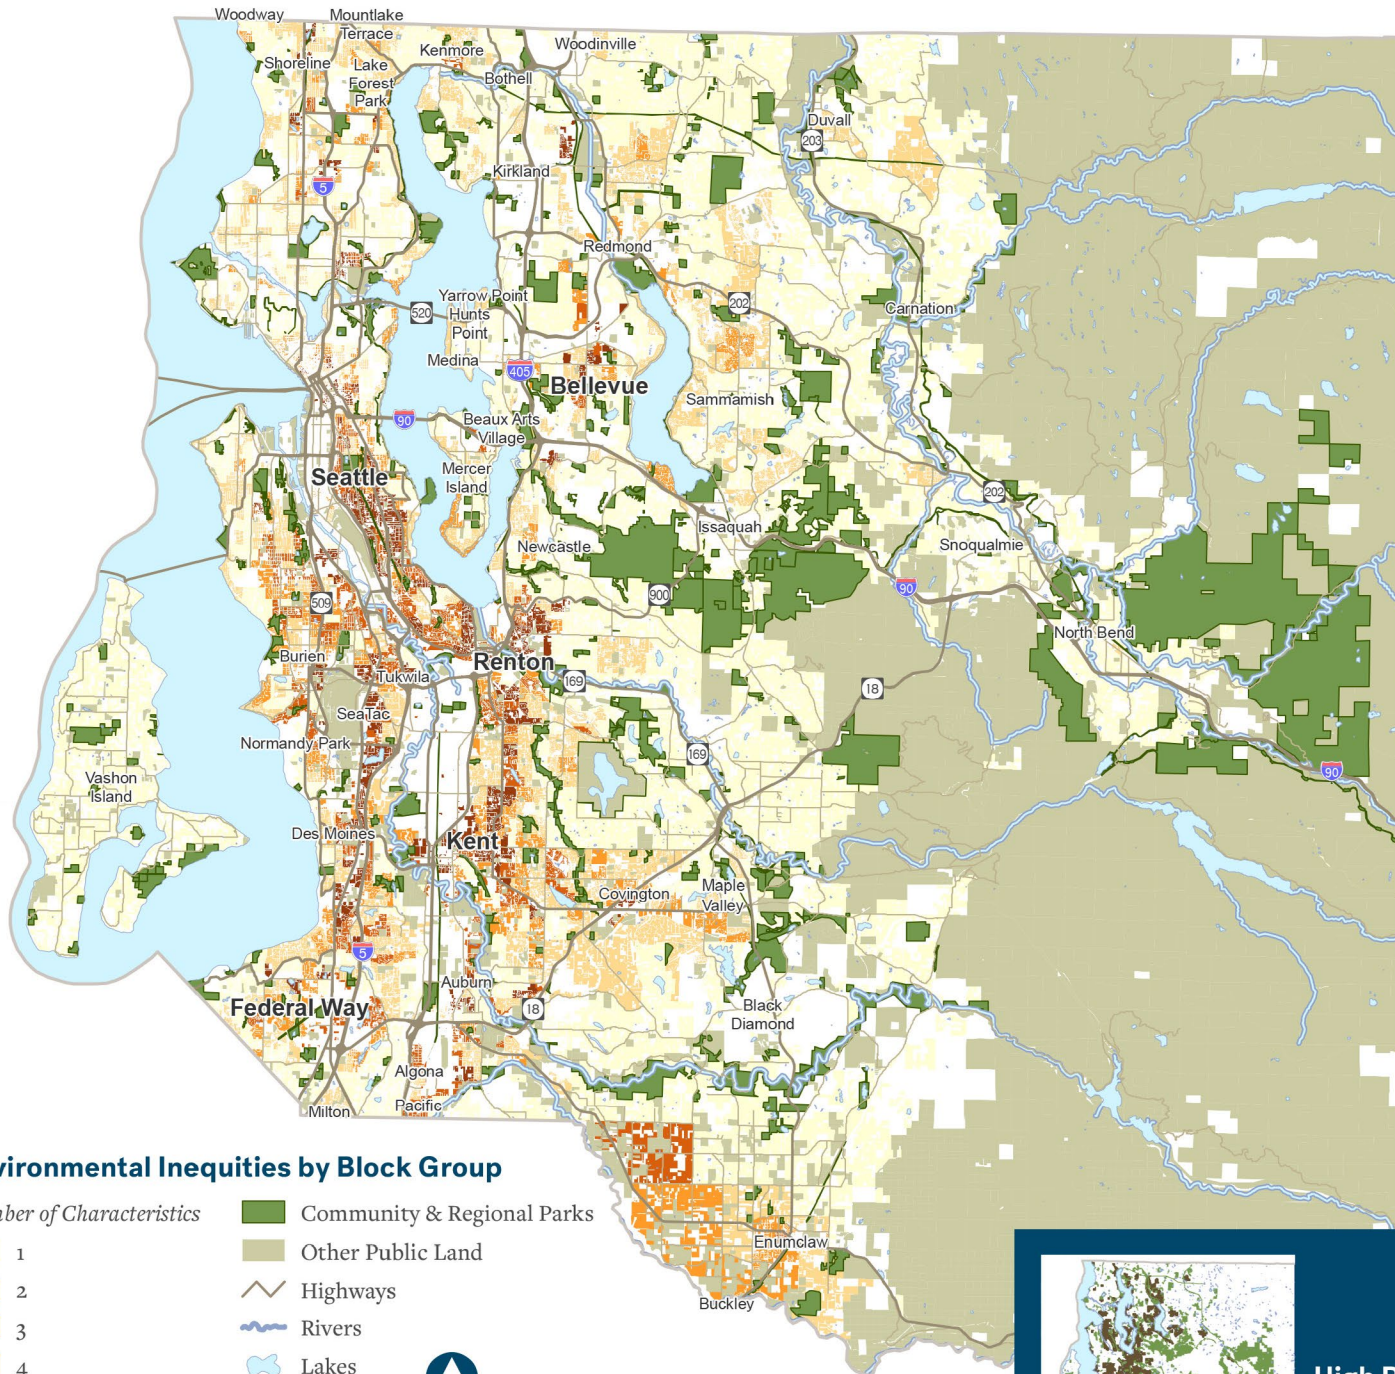 Woodway
Mountlake
Terrace
Kenmore
Woodinville
Shoreline
Lake
Forest
Park
Bothell
Duvall
203
5
Kirkland
Redmond
Yarrow Point
Hunts
Point
520
202
Carnation
Medina
405
Bellevue
Sammamish
90
Beaux Arts
Village
Seattle
Mercer
Island
202
Issaquah
Newcastle
Snoqualmie
900
90
509
North Bend
Burien
Renton
Tukwila
169
18
SeaTac
Normandy Park
169
90
Vashon
Island
Des Moines
Kent
Covington
Maple
Valley
5
Auburn
Federal Way
18
Black
Diamond
Algona
Pacific
Milton
vironmental Inequities by Block Group
ber of Characteristics
Community & Regional Parks
1
Other Public Land
2
Highways
3
Rivers
4
Lakes
Enumclaw
Buckley